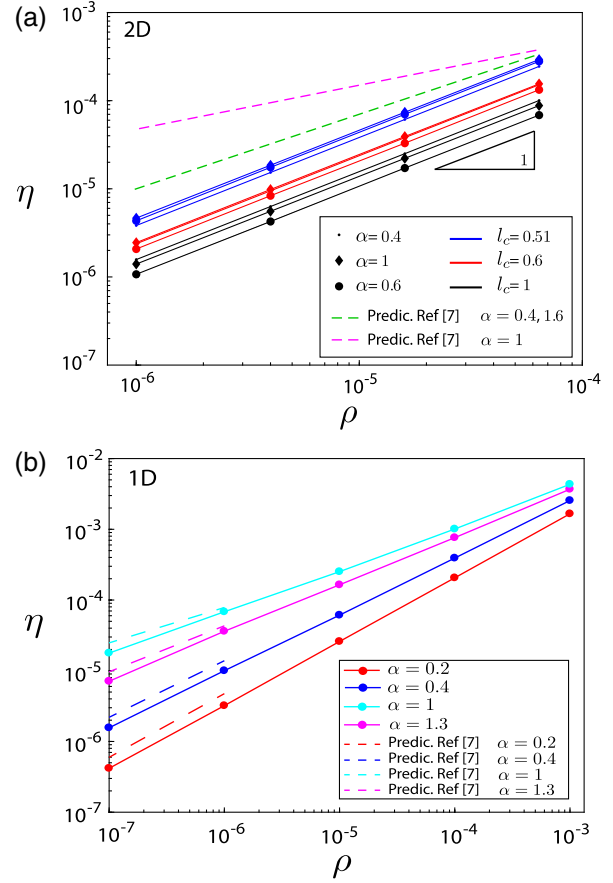 (a)
2D
10⁻³
10⁻⁴
10⁻⁵
10⁻⁶
10⁻⁷
η
1
α= 0.4 l_c= 0.51
α= 1 l_c= 0.6
α= 0.6 l_c= 1
Predic. Ref [7] α = 0.4, 1.6
Predic. Ref [7] α = 1
10⁻⁶ 10⁻⁵ 10⁻⁴
ρ
(b)
1D
10⁻²
10⁻³
10⁻⁴
10⁻⁵
10⁻⁶
10⁻⁷
η
α = 0.2
α = 0.4
α = 1
α = 1.3
Predic. Ref [7] α = 0.2
Predic. Ref [7] α = 0.4
Predic. Ref [7] α = 1
Predic. Ref [7] α = 1.3
10⁻⁷ 10⁻⁶ 10⁻⁵ 10⁻⁴ 10⁻³
ρ